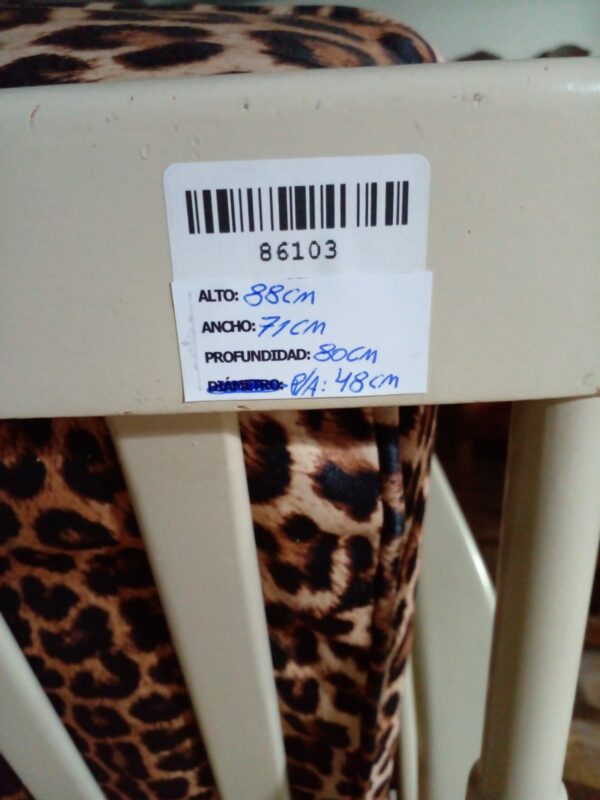 86103
ALTO: 88cm
ANCHO: 71cm
PROFUNDIDAD: 80cm
DIÁMETRO: P/A: 48cm